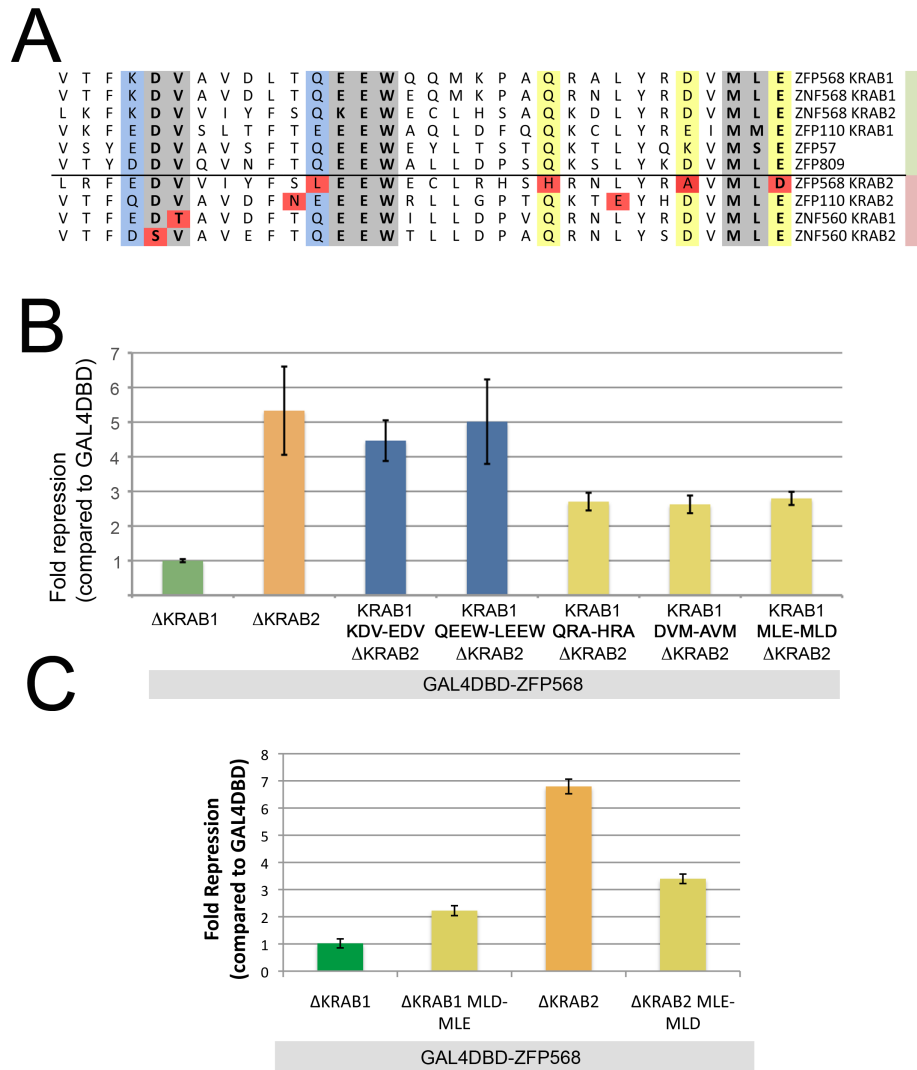 A
V T F K D V A V D L T Q E E W Q Q M K P A Q R A L Y R D V M L E ZFP568 KRAB1
V T F K D V A V D L T Q E E W E Q M K P A Q R N L Y R D V M L E ZNF568 KRAB1
L K F K D V V I Y F S Q K E W E C L H S A Q K D L Y R D V M L E ZNF568 KRAB2
V K F E D V S L T F T E E E W A Q L D F Q Q K C L Y R E I M M E ZFP110 KRAB1
V S Y E D V A V S F T Q E E W E Y L T S T Q K T L Y Q K V M S E ZFP57
V T Y D D V Q V N F T Q E E W A L L D P S Q K S L Y K D V M L E ZFP809
L R F E D V V I Y F S L E E W E C L R H S H R N L Y R A V M L D ZFP568 KRAB2
V T F Q D V A V D F N E E E W R L L G P T Q K T E Y H D V M L E ZFP110 KRAB2
V T F E D T A V D F T Q E E W I L L D P V Q R N L Y R D V M L E ZNF560 KRAB1
V T F D S V A V E F T Q E E W T L L D P A Q R N L Y S D V M L E ZNF560 KRAB2
B
Fold repression
(compared to GAL4DBD)
7
6
5
4
3
2
1
ΔKRAB1
ΔKRAB2
KRAB1
KDV-EDV
ΔKRAB2
KRAB1
QEEW-LEEW
ΔKRAB2
KRAB1
QRA-HRA
ΔKRAB2
KRAB1
DVM-AVM
ΔKRAB2
KRAB1
MLE-MLD
ΔKRAB2
GAL4DBD-ZFP568
C
Fold Repression
(compared to GAL4DBD)
8
7
6
5
4
3
2
1
0
ΔKRAB1
ΔKRAB1 MLD-
MLE
ΔKRAB2
ΔKRAB2 MLE-
MLD
GAL4DBD-ZFP568